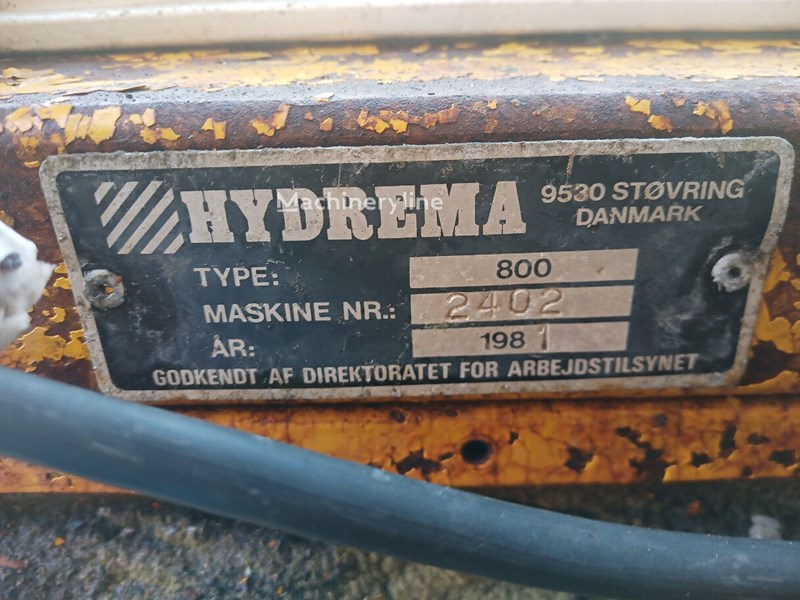 HYDREMA
Machineryline
9530 STØVRING
DANMARK
TYPE: 800
MASKINE NR.: 2402
ÅR: 1981
GODKENDT AF DIREKTORATET FOR ARBEJDSTILSYNET